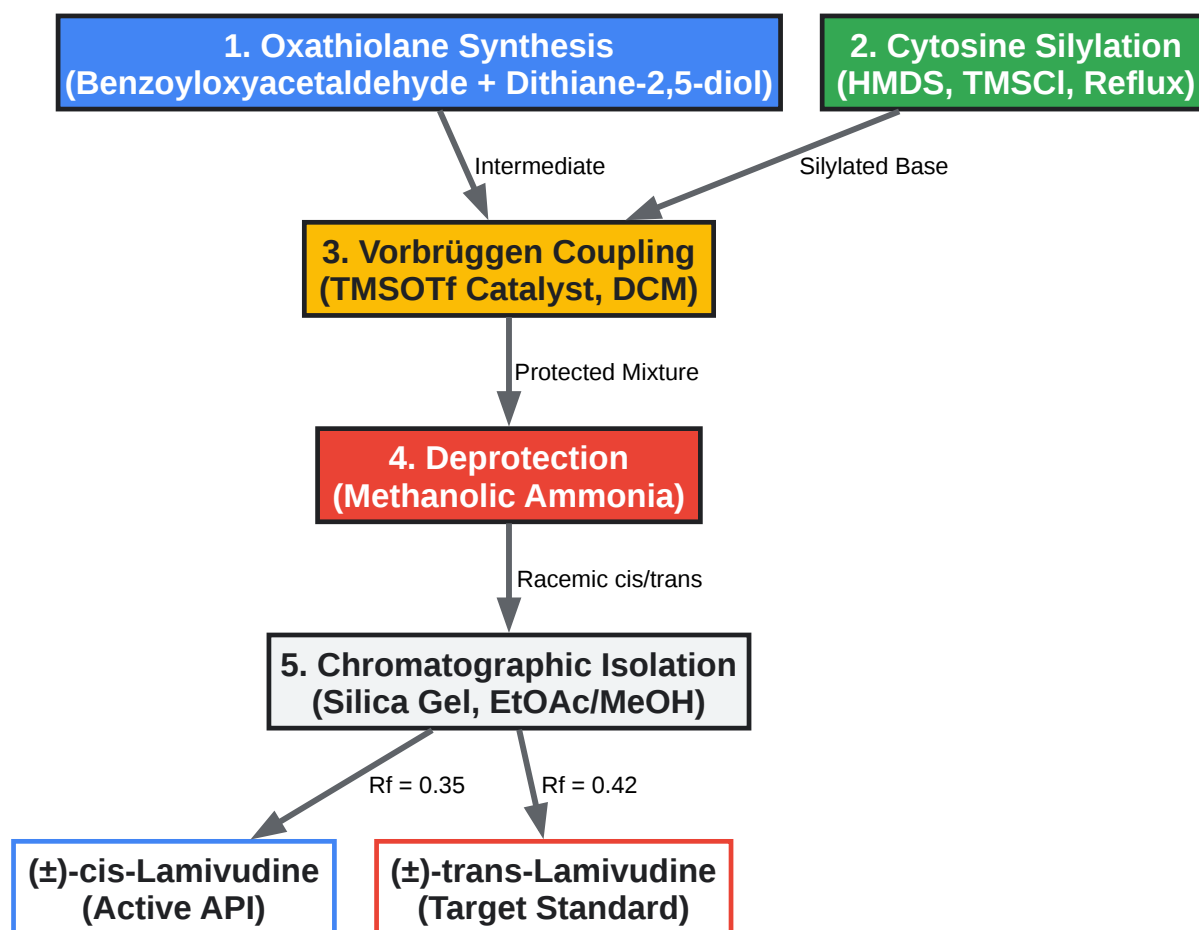 1. Oxathiolane Synthesis
(Benzoyloxyacetaldehyde + Dithiane-2,5-diol)
2. Cytosine Silylation
(HMDS, TMSCl, Reflux)
Intermediate
Silylated Base
3. Vorbrüggen Coupling
(TMSOTf Catalyst, DCM)
Protected Mixture
4. Deprotection
(Methanolic Ammonia)
Racemic cis/trans
5. Chromatographic Isolation
(Silica Gel, EtOAc/MeOH)
Rf = 0.35
Rf = 0.42
(±)-cis-Lamivudine
(Active API)
(±)-trans-Lamivudine
(Target Standard)